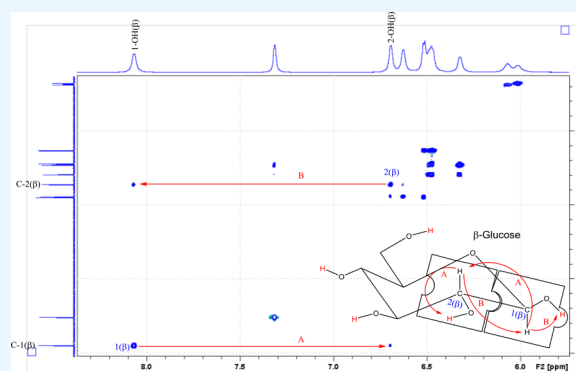 1-OH(β)
2-OH(β)
C-2(β)
B
2(β)
β-Glucose
H
O
O
H
O
H
A
A
C
H
O
2(β)
B
C
1(β)
O
B
H
H
O
H
O
H
C-1(β)
1(β)
A
8.0
7.5
7.0
6.5
6.0
F2 [ppm]